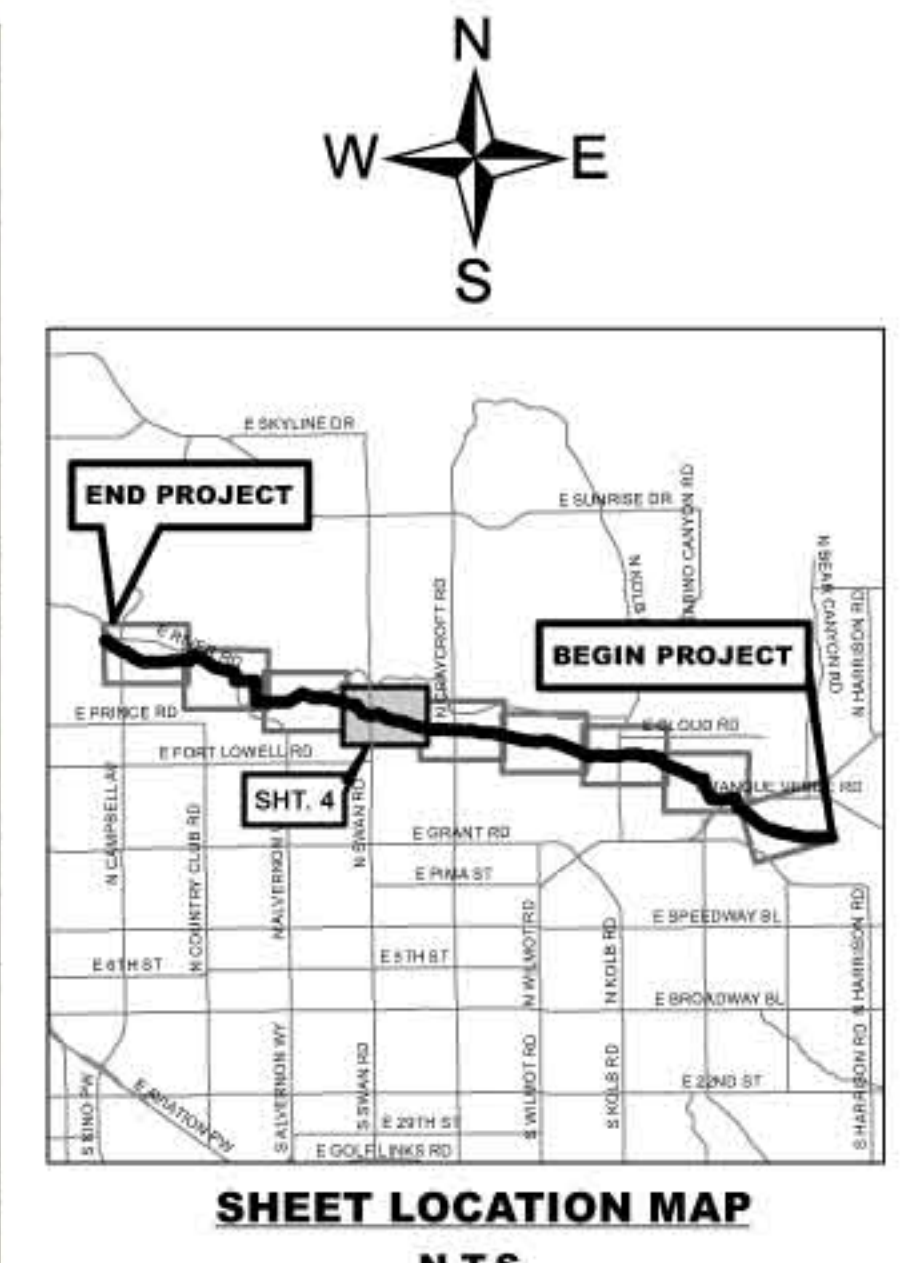 N
W E
S
E SKYLINE DR
END PROJECT
E SUNRISE DR
N BEAR CANYON RD
N HARRISON RD
N CRAYCROFT RD
E RIVER RD
BEGIN PROJECT
E PRINCE RD
E CLOUD RD
E FORT LOWELL RD
SHT. 4
N CAMPBELL AV
N COUNTRY CLUB RD
N SWAN RD
E GRANT RD
E PIMA ST
E SPEEDWAY BL
N WILMOT RD
N KOLB RD
N HARRISON RD
E 6TH ST
E 5TH ST
E BROADWAY BL
S KINO PW
E AVIATION PW
S ALVERNON WY
S SWAN RD
S WILMOT RD
S KOLB RD
E 22ND ST
S HARRISON RD
E 29TH ST
E GOLF LINKS RD
SHEET LOCATION MAP
N.T.S.